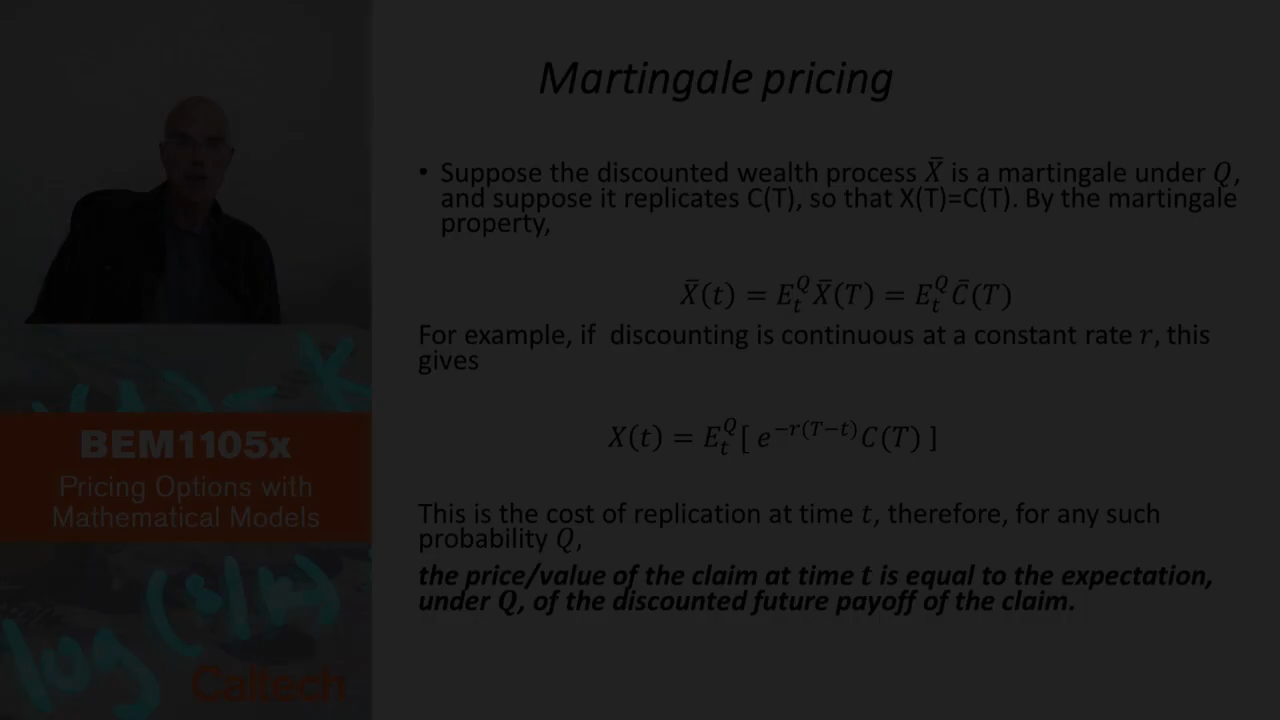 Martingale pricing
• Suppose the discounted wealth process X̄ is a martingale under Q,
and suppose it replicates C(T), so that X(T)=C(T). By the martingale
property,
X̄(t) = E_t^Q X̄(T) = E_t^Q C̄(T)
For example, if discounting is continuous at a constant rate r, this
gives
X(t) = E_t^Q [ e^{−r(T−t)} C(T) ]
This is the cost of replication at time t, therefore, for any such
probability Q,
the price/value of the claim at time t is equal to the expectation,
under Q, of the discounted future payoff of the claim.
BEM1105x
Pricing Options with
Mathematical Models
log
Caltech